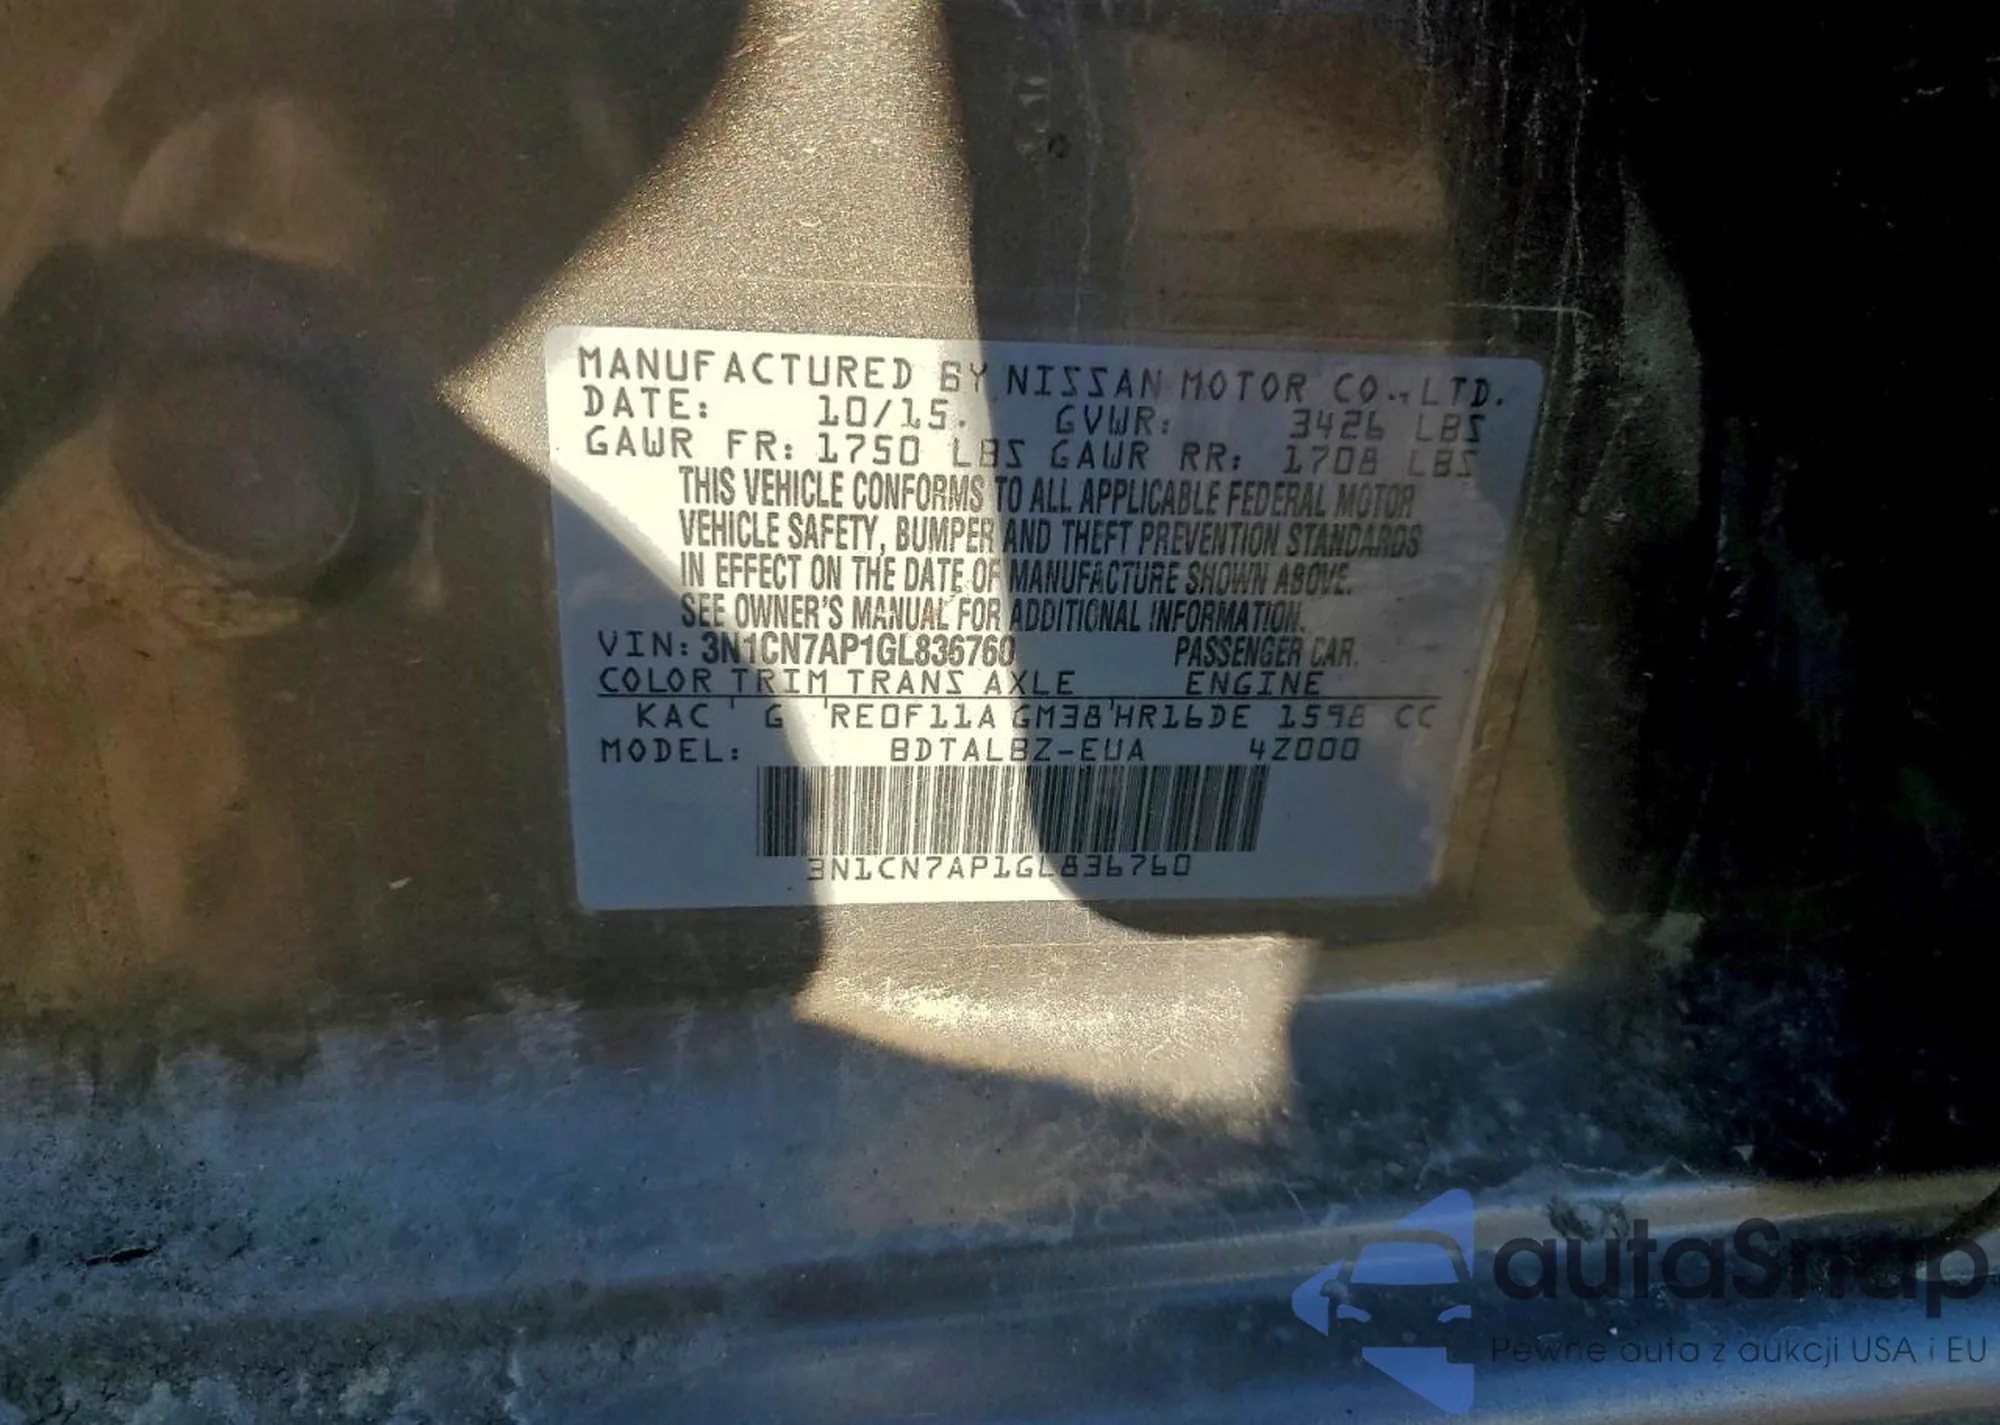 MANUFACTURED BY NISSAN MOTOR CO., LTD.
DATE: 10/15. GVWR: 3426 LBS
GAWR FR: 1750 LBS GAWR RR: 1708 LBS
THIS VEHICLE CONFORMS TO ALL APPLICABLE FEDERAL MOTOR
VEHICLE SAFETY, BUMPER AND THEFT PREVENTION STANDARDS
IN EFFECT ON THE DATE OF MANUFACTURE SHOWN ABOVE.
SEE OWNER'S MANUAL FOR ADDITIONAL INFORMATION.
VIN: 3N1CN7AP1GL836760 PASSENGER CAR.
COLOR TRIM TRANS AXLE ENGINE
KAC G RE0F11A GM38 HR16DE 1598 CC
MODEL: BDTALBZ-EUA 4Z000
3N1CN7AP1GL836760
autaSnap
Pewne auta z aukcji USA i EU